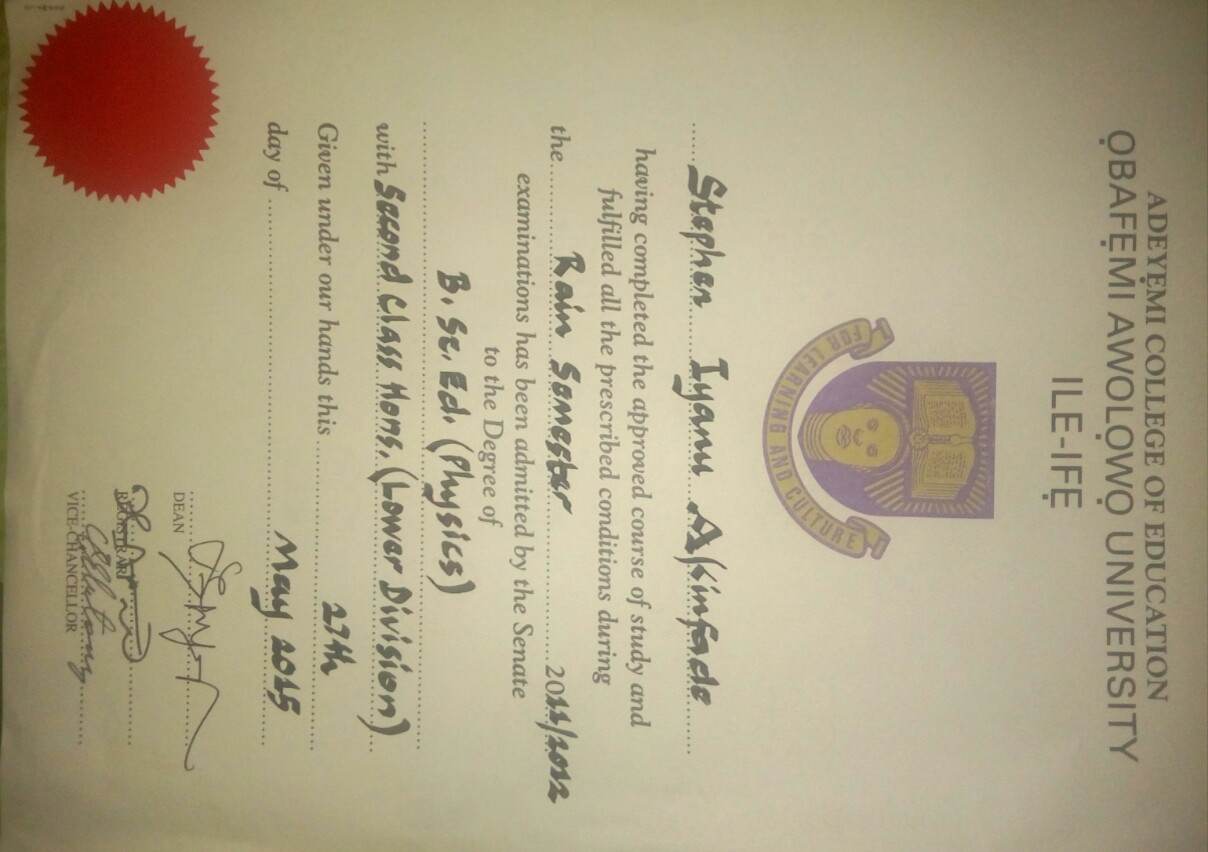 ADEYẸMI COLLEGE OF EDUCATION
ỌBAFẸMI AWOLỌWỌ UNIVERSITY
ILE-IFẸ
FOR LEARNING AND CULTURE
Stephen Iyanu Akinfade
having completed the approved course of study and
fulfilled all the prescribed conditions during
the Rain Semester 2011/2012
examinations has been admitted by the Senate
to the Degree of
B. Sc. Ed. (Physics)
with Second Class Hons. (Lower Division)
Given under our hands this 27th
day of May 2015
DEAN
REGISTRAR
VICE-CHANCELLOR